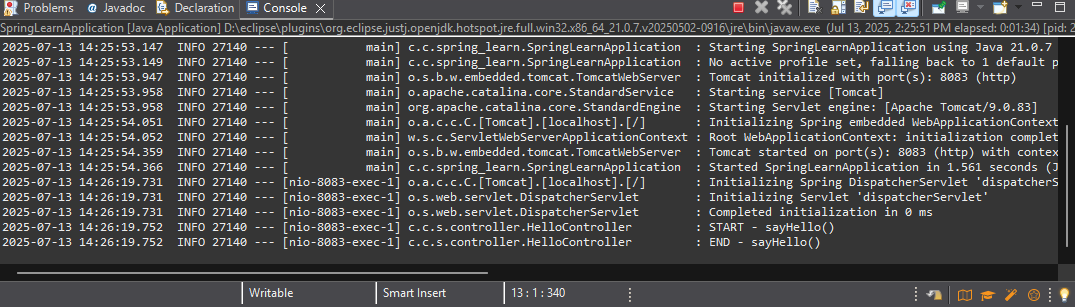 Problems @ Javadoc Declaration Console ×
SpringLearnApplication [Java Application] D:\eclipse\plugins\org.eclipse.justj.openjdk.hotspot.jre.full.win32.x86_64_21.0.7.v20250502-0916\jre\bin\javaw.exe (Jul 13, 2025, 2:25:51 PM elapsed: 0:01:34) [pid: 2
2025-07-13 14:25:53.147  INFO 27140 --- [           main] c.c.spring_learn.SpringLearnApplication  : Starting SpringLearnApplication using Java 21.0.7
2025-07-13 14:25:53.149  INFO 27140 --- [           main] c.c.spring_learn.SpringLearnApplication  : No active profile set, falling back to 1 default p
2025-07-13 14:25:53.947  INFO 27140 --- [           main] o.s.b.w.embedded.tomcat.TomcatWebServer  : Tomcat initialized with port(s): 8083 (http)
2025-07-13 14:25:53.958  INFO 27140 --- [           main] o.apache.catalina.core.StandardService   : Starting service [Tomcat]
2025-07-13 14:25:53.958  INFO 27140 --- [           main] org.apache.catalina.core.StandardEngine  : Starting Servlet engine: [Apache Tomcat/9.0.83]
2025-07-13 14:25:54.051  INFO 27140 --- [           main] o.a.c.c.C.[Tomcat].[localhost].[/]       : Initializing Spring embedded WebApplicationContext
2025-07-13 14:25:54.052  INFO 27140 --- [           main] w.s.c.ServletWebServerApplicationContext : Root WebApplicationContext: initialization complet
2025-07-13 14:25:54.359  INFO 27140 --- [           main] o.s.b.w.embedded.tomcat.TomcatWebServer  : Tomcat started on port(s): 8083 (http) with contex
2025-07-13 14:25:54.366  INFO 27140 --- [           main] c.c.spring_learn.SpringLearnApplication  : Started SpringLearnApplication in 1.561 seconds (J
2025-07-13 14:26:19.731  INFO 27140 --- [nio-8083-exec-1] o.a.c.c.C.[Tomcat].[localhost].[/]       : Initializing Spring DispatcherServlet 'dispatcherS
2025-07-13 14:26:19.731  INFO 27140 --- [nio-8083-exec-1] o.s.web.servlet.DispatcherServlet        : Initializing Servlet 'dispatcherServlet'
2025-07-13 14:26:19.731  INFO 27140 --- [nio-8083-exec-1] o.s.web.servlet.DispatcherServlet        : Completed initialization in 0 ms
2025-07-13 14:26:19.752  INFO 27140 --- [nio-8083-exec-1] c.c.s.controller.HelloController         : START - sayHello()
2025-07-13 14:26:19.752  INFO 27140 --- [nio-8083-exec-1] c.c.s.controller.HelloController         : END - sayHello()
Writable Smart Insert 13 : 1 : 340